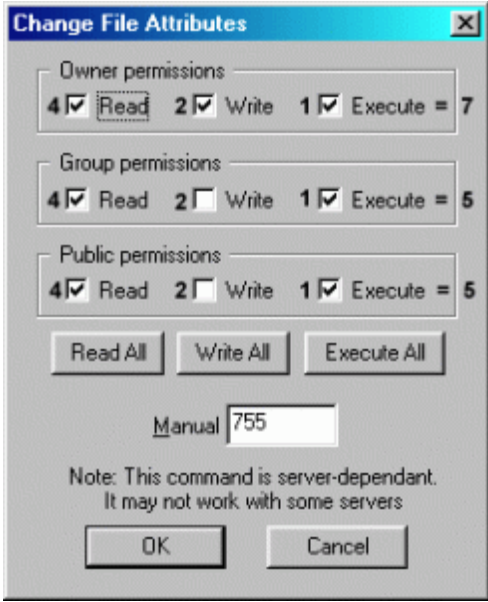 Change File Attributes
Owner permissions
4 Read 2 Write 1 Execute = 7
Group permissions
4 Read 2 Write 1 Execute = 5
Public permissions
4 Read 2 Write 1 Execute = 5
Read All Write All Execute All
Manual 755
Note: This command is server-dependant.
It may not work with some servers
OK Cancel